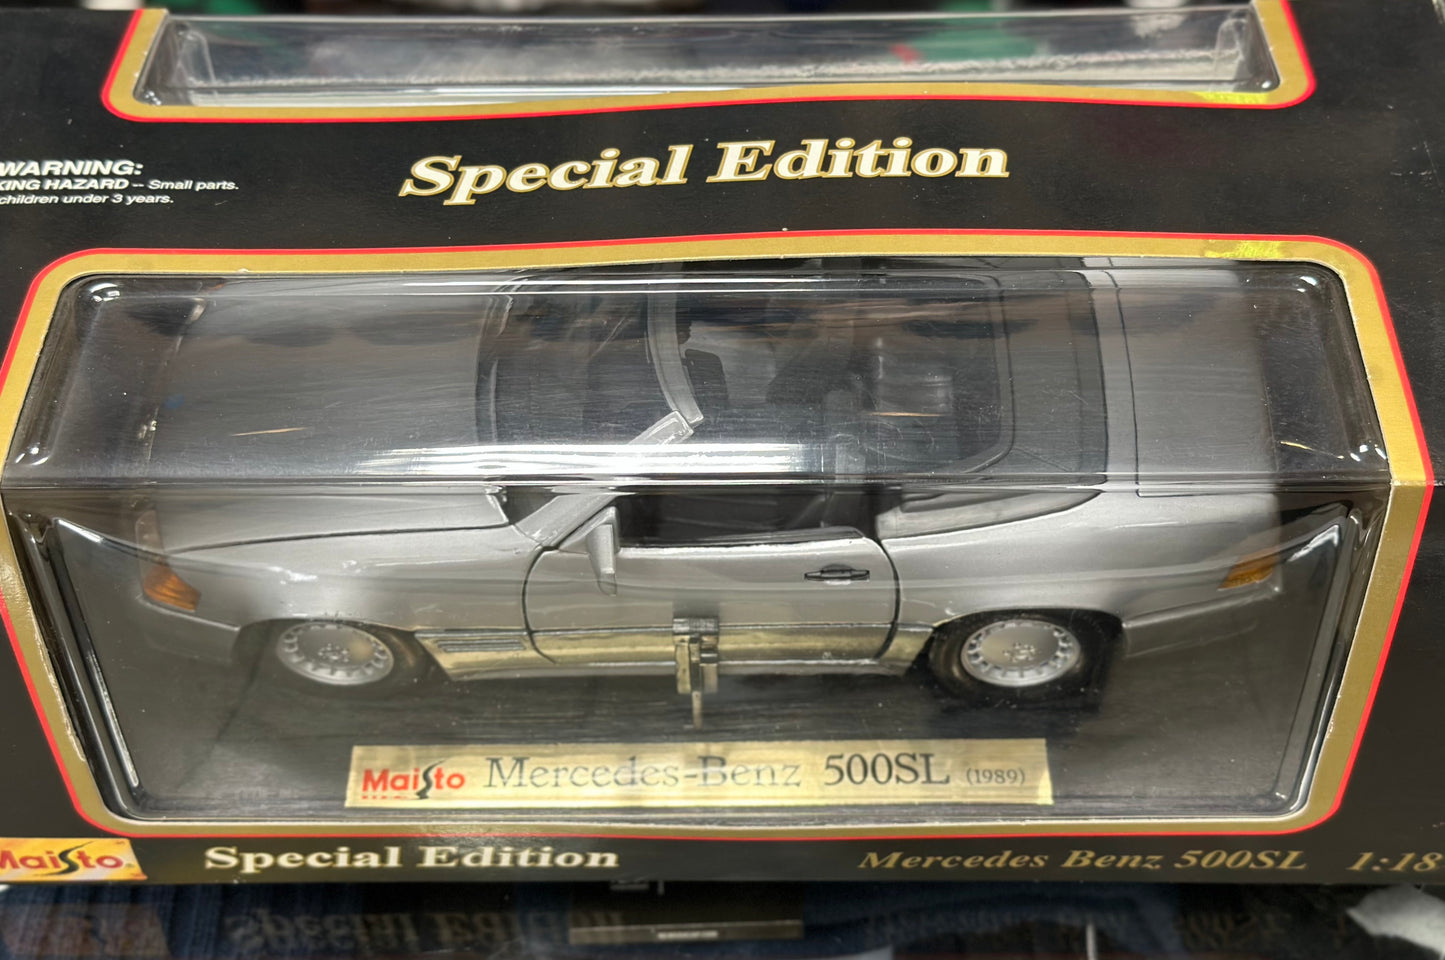 Special Edition
WARNING:
KING HAZARD -- Small parts.
children under 3 years.
Maisto Mercedes-Benz 500SL (1989)
Maisto
Special Edition
Mercedes Benz 500SL 1:18